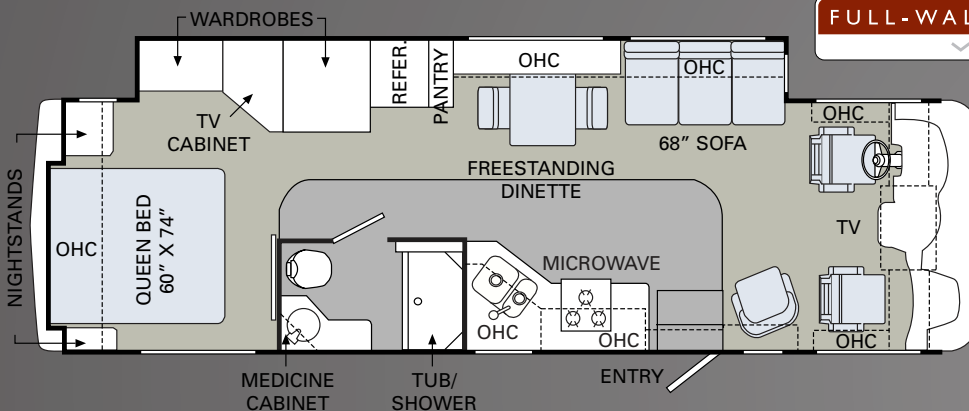 WARDROBES
FULL-WAL
OHC
OHC
REFER.
PANTRY
TV
CABINET
68” SOFA
OHC
FREESTANDING
DINETTE
NIGHTSTANDS
OHC
QUEEN BED
60” X 74”
TV
MICROWAVE
OHC
OHC
OHC
MEDICINE
CABINET
TUB/
SHOWER
ENTRY